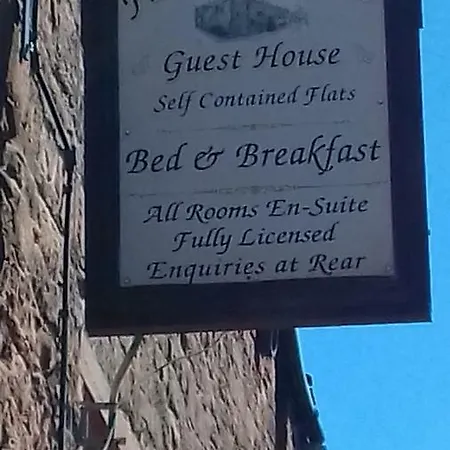 Guest House
Self Contained Flats
Bed & Breakfast
All Rooms En-Suite
Fully Licensed
Enquiries at Rear